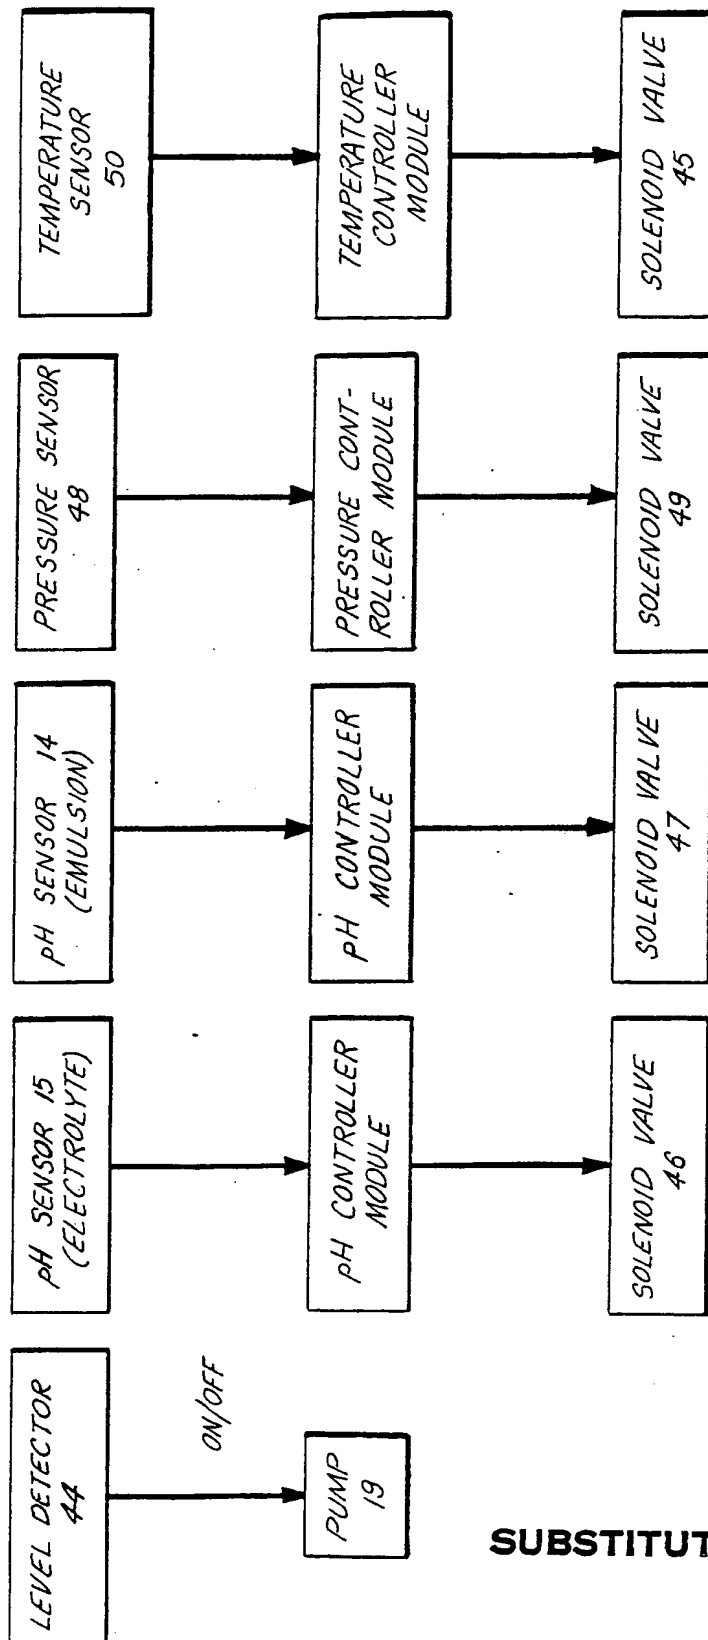 LEVEL DETECTOR
44
ON/OFF
PUMP
19
pH SENSOR 15
(ELECTROLYTE)
pH CONTROLLER
MODULE
SOLENOID VALVE
46
pH SENSOR 14
(EMULSION)
pH CONTROLLER
MODULE
SOLENOID VALVE
47
PRESSURE SENSOR
48
PRESSURE CONT-
ROLLER MODULE
SOLENOID VALVE
49
TEMPERATURE
SENSOR
50
TEMPERATURE
CONTROLLER
MODULE
SOLENOID VALVE
45
SUBSTITUT